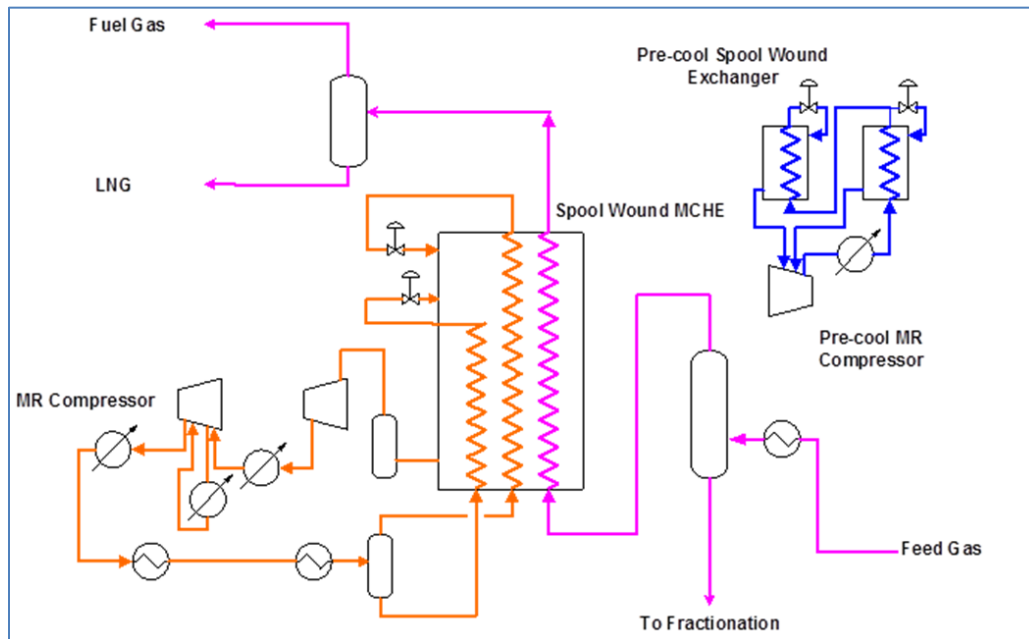 Fuel Gas
Pre-cool Spool Wound
Exchanger
LNG
Spool Wound MCHE
Pre-cool MR
Compressor
MR Compressor
Feed Gas
To Fractionation